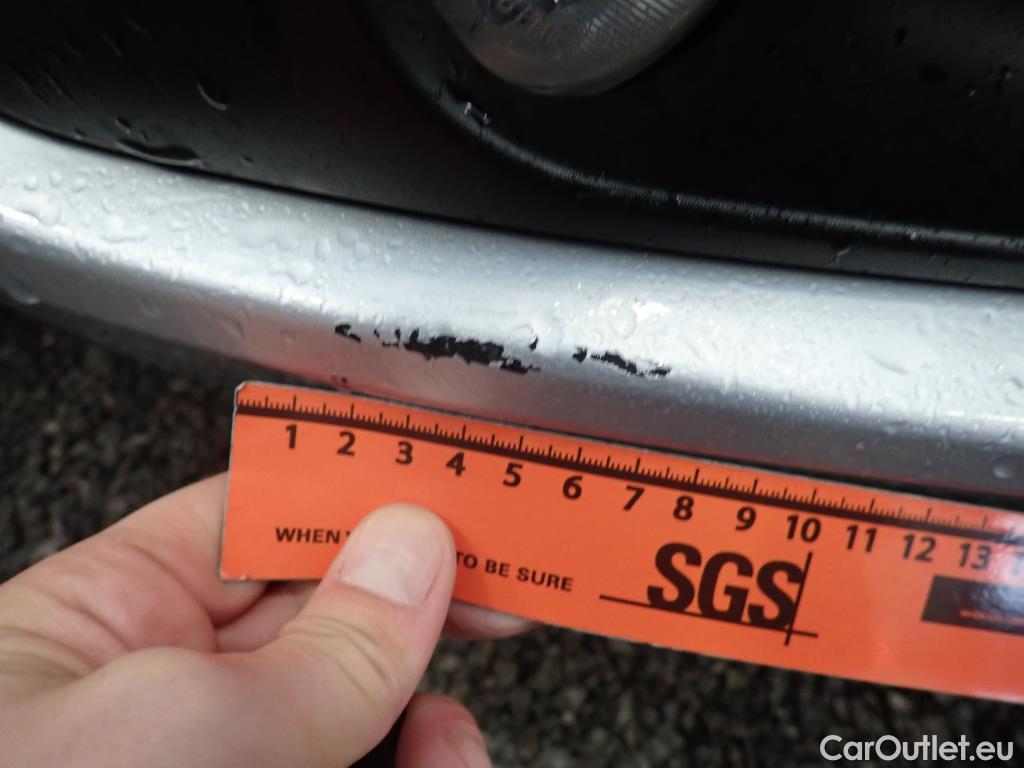 1 2 3 4 5 6 7 8 9 10 11 12 13
WHEN TO BE SURE
SGS
CarOutlet.eu